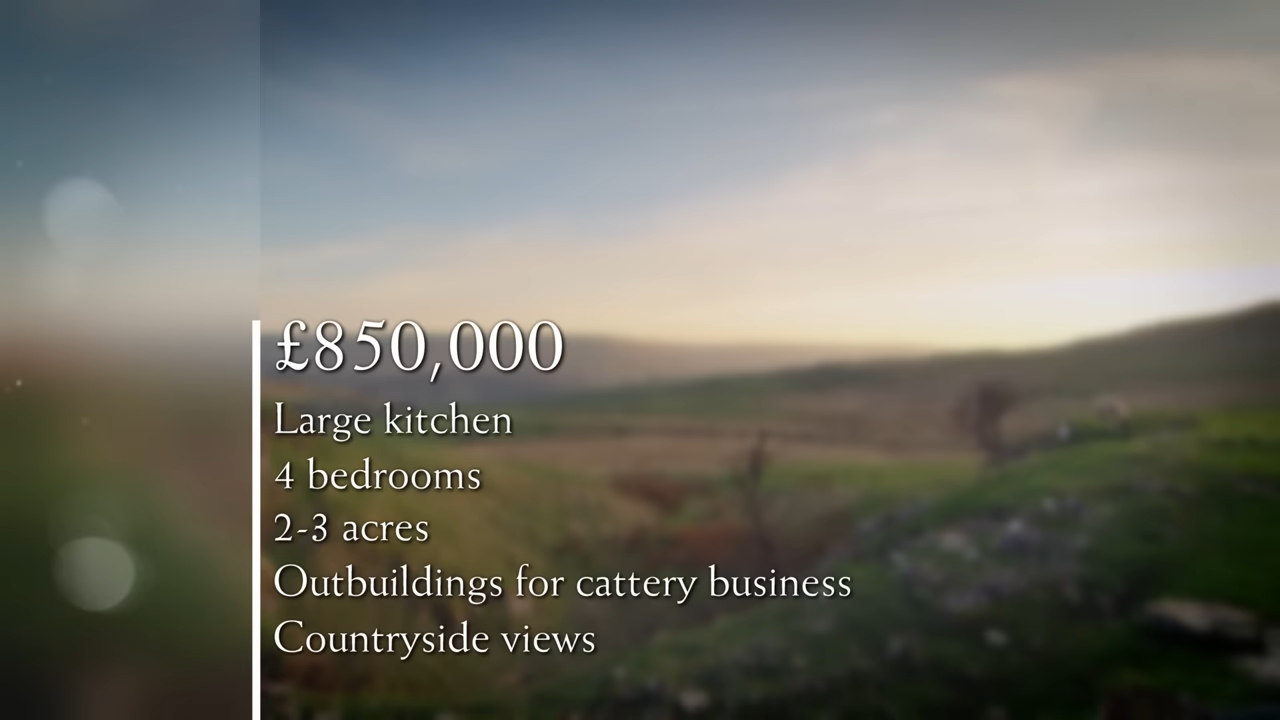 £850,000
Large kitchen
4 bedrooms
2-3 acres
Outbuildings for cattery business
Countryside views